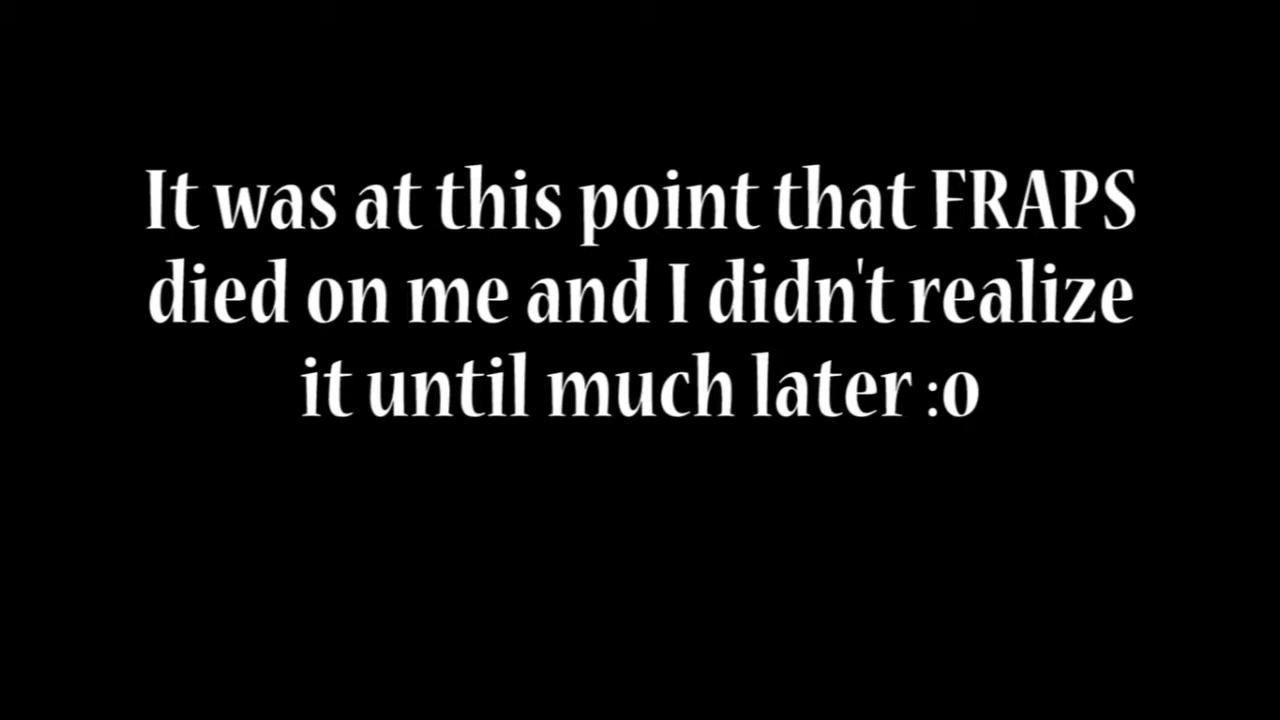 It was at this point that FRAPS
died on me and I didn't realize
it until much later :o